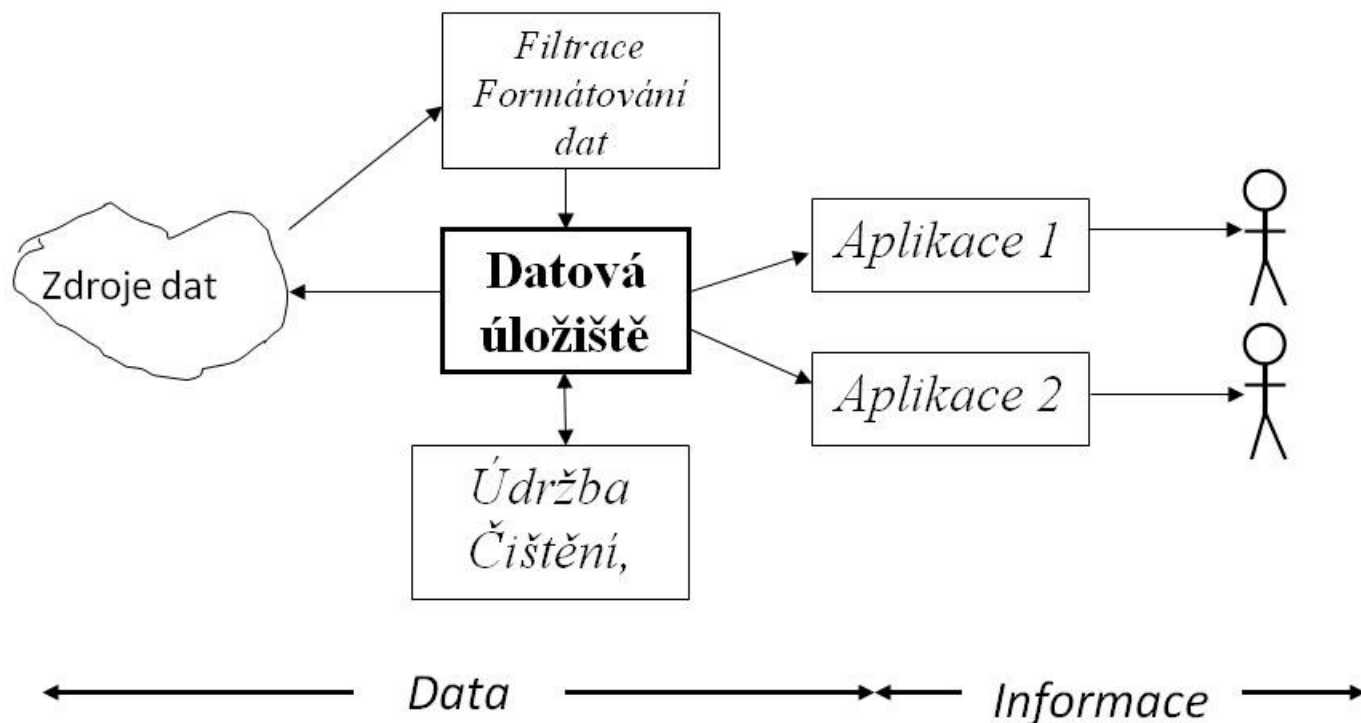 Filtrace
Formátování
dat
Zdroje dat
Datová
úložiště
Aplikace 1
Aplikace 2
Údržba
Čištění,
Data
Informace